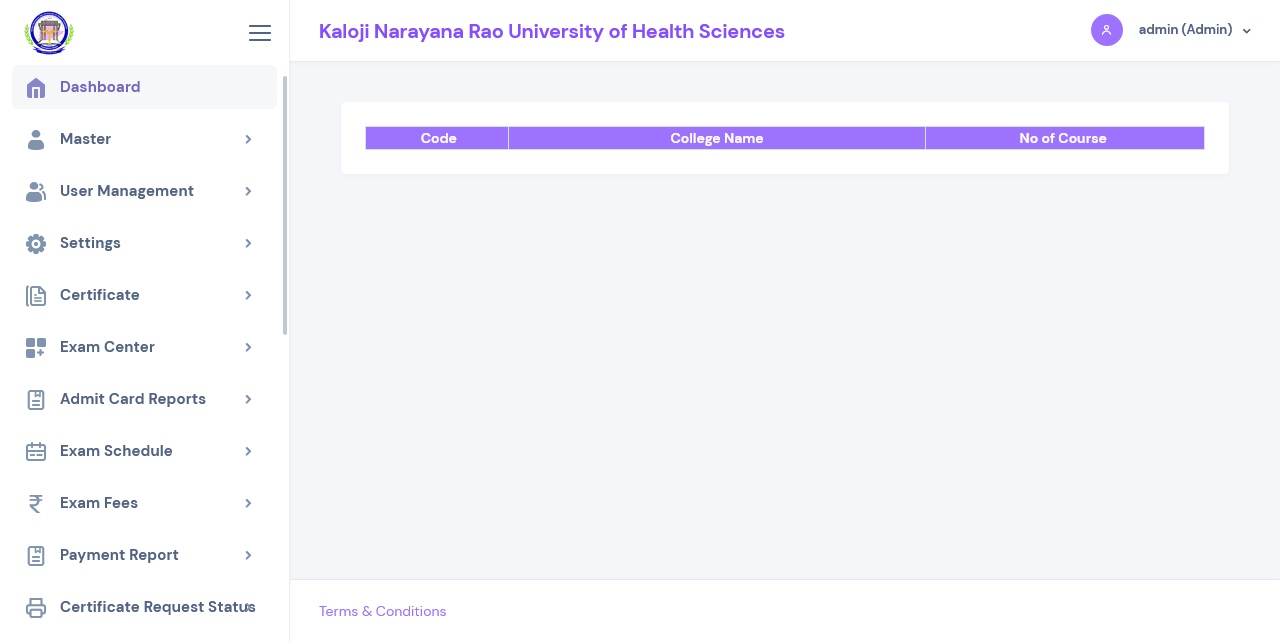 Kaloji Narayana Rao University of Health Sciences
admin (Admin)
Dashboard
Master
User Management
Settings
Certificate
Exam Center
Admit Card Reports
Exam Schedule
Exam Fees
Payment Report
Certificate Request Status
Code College Name No of Course
Terms & Conditions